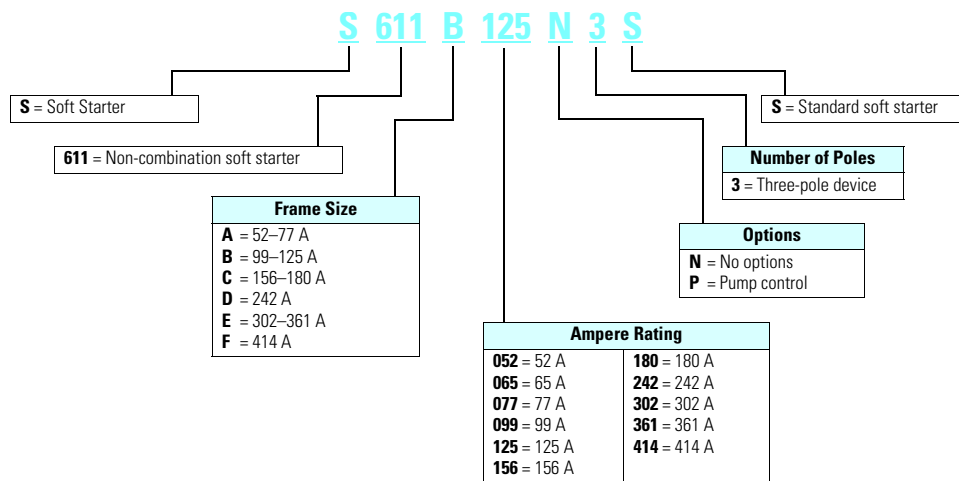 S 611 B 125 N 3 S
S = Soft Starter
S = Standard soft starter
611 = Non-combination soft starter
Number of Poles
3 = Three-pole device
Frame Size
A = 52–77 A
B = 99–125 A
C = 156–180 A
D = 242 A
E = 302–361 A
F = 414 A
Options
N = No options
P = Pump control
Ampere Rating
052 = 52 A
065 = 65 A
077 = 77 A
099 = 99 A
125 = 125 A
156 = 156 A
180 = 180 A
242 = 242 A
302 = 302 A
361 = 361 A
414 = 414 A